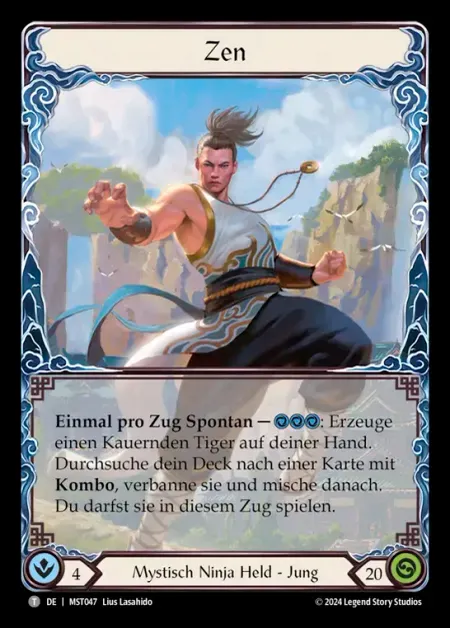 Zen
Einmal pro Zug Spontan — : Erzeuge
einen Kauernden Tiger auf deiner Hand.
Durchsuche dein Deck nach einer Karte mit
Kombo, verbanne sie und mische danach.
Du darfst sie in diesem Zug spielen.
4 Mystisch Ninja Held - Jung 20
T DE | MST047 Lius Lasahido © 2024 Legend Story Studios